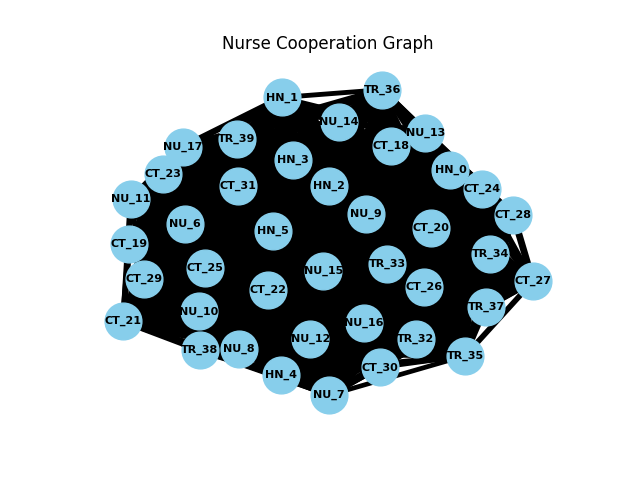 Nurse Cooperation Graph
TR_36
HN_1
NU_14
NU_13
TR_39
CT_18
NU_17
HN_3
HN_0
CT_23
CT_31
HN_2
CT_24
NU_11
NU_9
CT_28
NU_6
CT_20
HN_5
CT_19
TR_34
TR_33
CT_25
NU_15
CT_29
CT_27
CT_26
CT_22
TR_37
NU_10
CT_21
NU_16
NU_12
TR_32
TR_38
NU_8
TR_35
CT_30
HN_4
NU_7